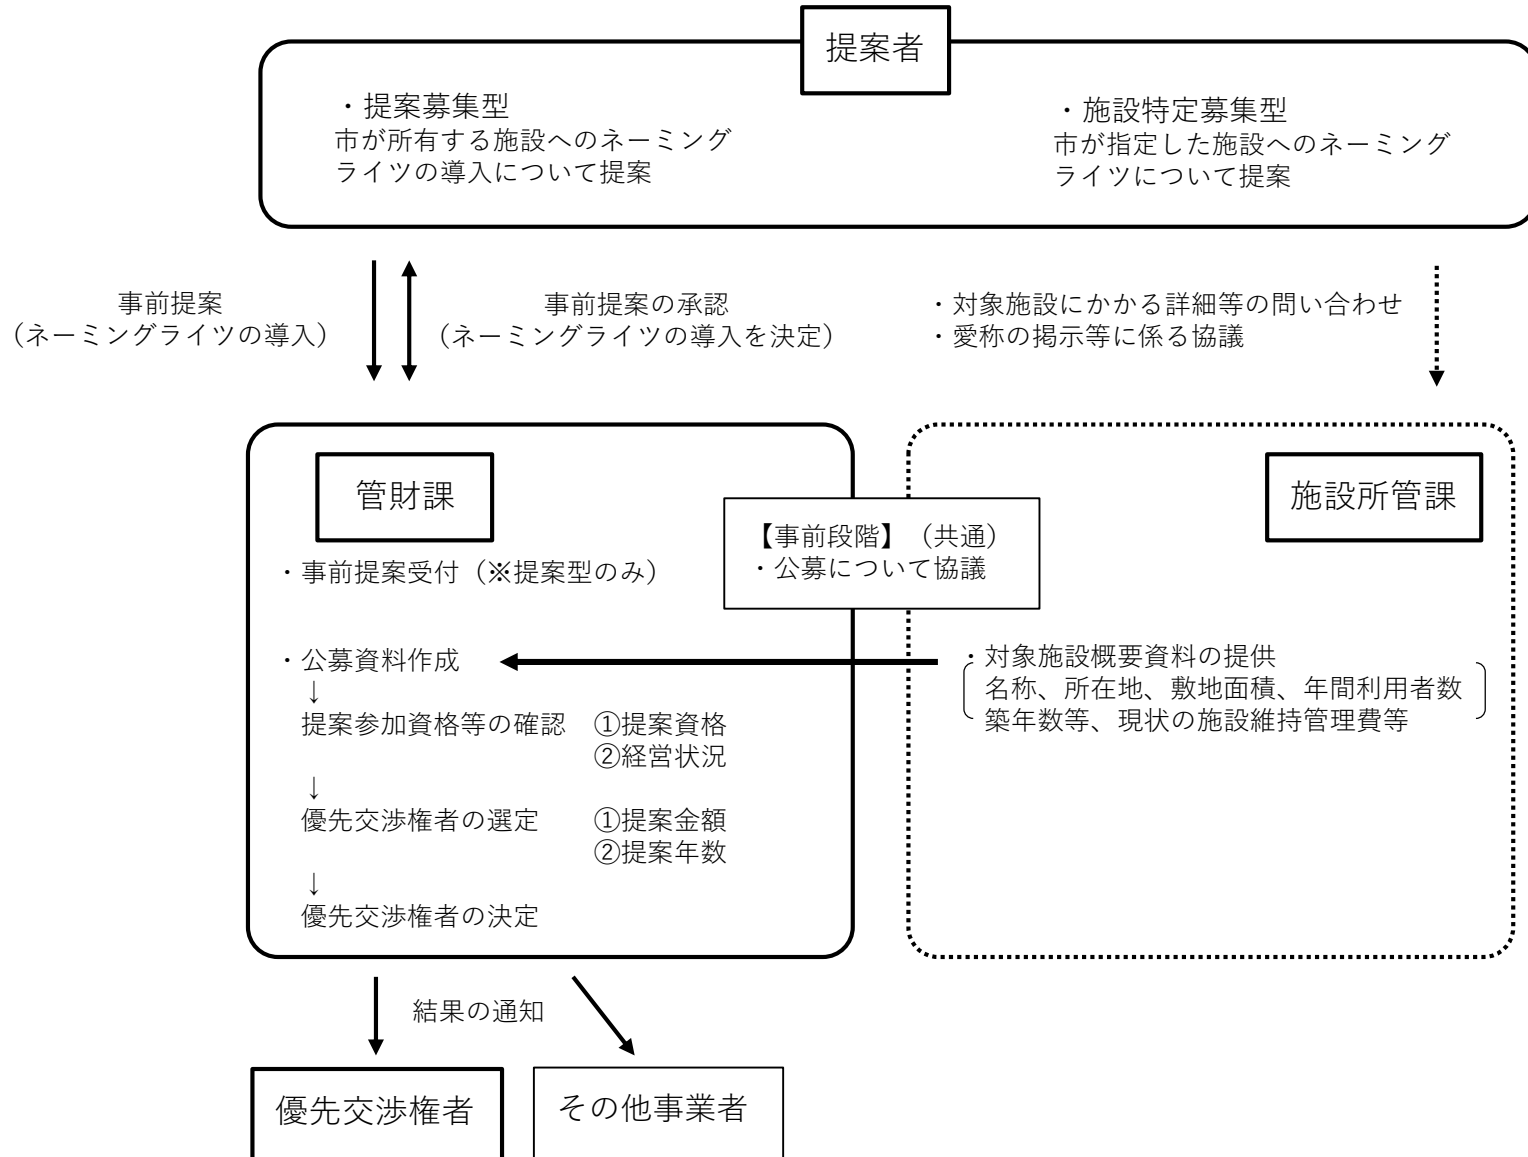 提案者
・提案募集型
市が所有する施設へのネーミング
ライツの導入について提案
・施設特定募集型
市が指定した施設へのネーミング
ライツについて提案
事前提案
（ネーミングライツの導入）
事前提案の承認
（ネーミングライツの導入を決定）
・対象施設にかかる詳細等の問い合わせ
・愛称の掲示等に係る協議
管財課
・事前提案受付（※提案型のみ）
・公募資料作成
↓
提案参加資格等の確認　①提案資格
②経営状況
↓
優先交渉権者の選定　①提案金額
②提案年数
↓
優先交渉権者の決定
【事前段階】（共通）
・公募について協議
施設所管課
・対象施設概要資料の提供
名称、所在地、敷地面積、年間利用者数
築年数等、現状の施設維持管理費等
結果の通知
優先交渉権者
その他事業者